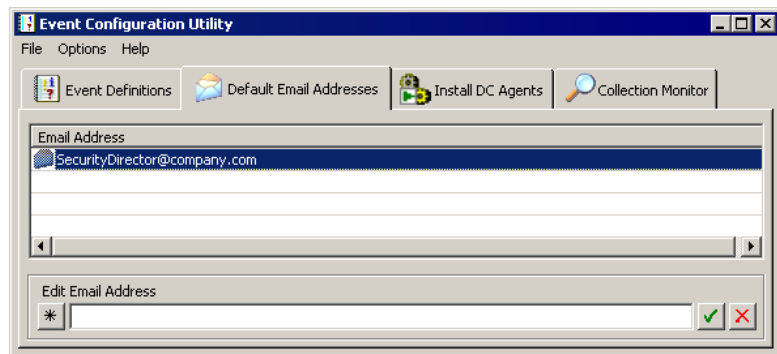 Event Configuration Utility
File Options Help
Event Definitions Default Email Addresses Install DC Agents Collection Monitor
Email Address
SecurityDirector@company.com
Edit Email Address
*